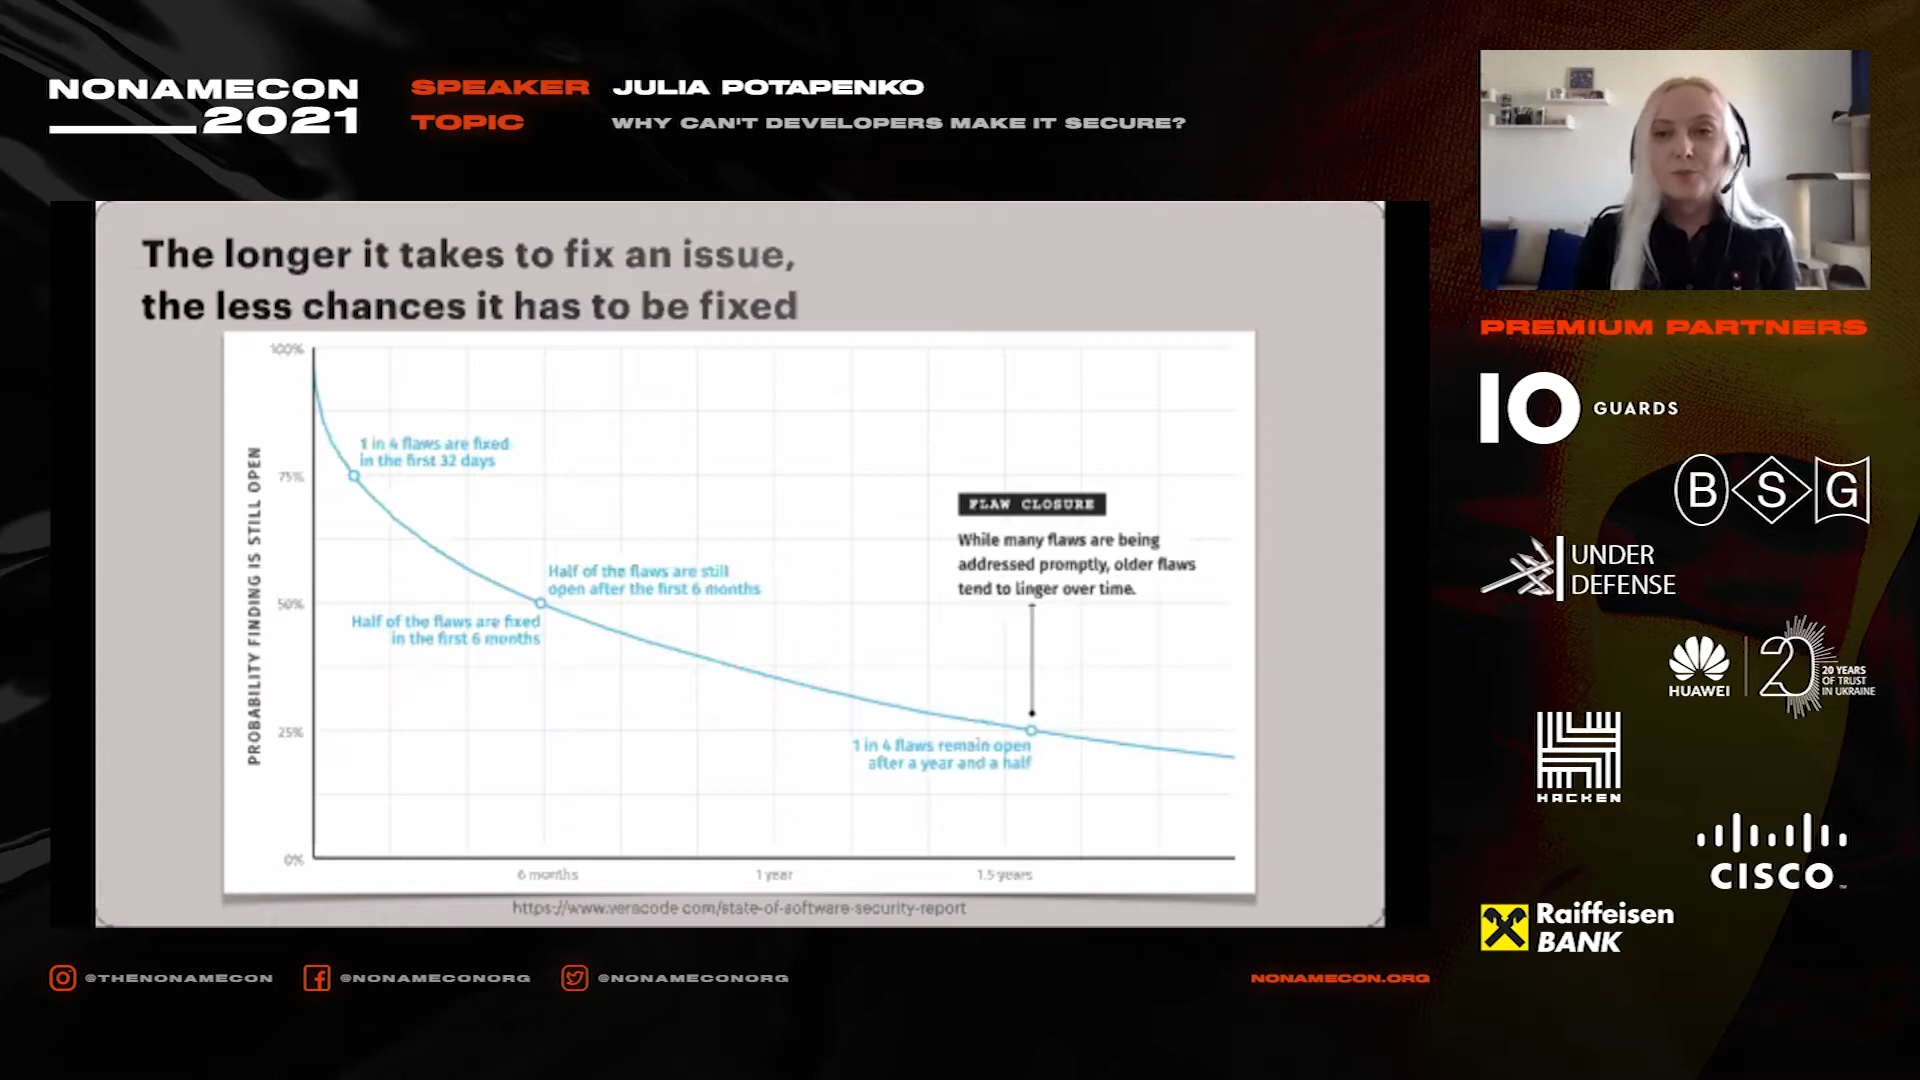 NONAMECON
2021
SPEAKER JULIA POTAPENKO
TOPIC WHY CAN'T DEVELOPERS MAKE IT SECURE?
The longer it takes to fix an issue,
the less chances it has to be fixed
PROBABILITY FINDING IS STILL OPEN
100%
75%
50%
25%
0%
1 in 4 flaws are fixed
in the first 32 days
Half of the flaws are still
open after the first 6 months
Half of the flaws are fixed
in the first 6 months
FLAW CLOSURE
While many flaws are being
addressed promptly, older flaws
tend to linger over time.
1 in 4 flaws remain open
after a year and a half
6 months
1 year
1.5 years
https://www.veracode.com/state-of-software-security-report
PREMIUM PARTNERS
10 GUARDS
B S G
UNDER
DEFENSE
HUAWEI
20
20 YEARS
OF TRUST
IN UKRAINE
HACKEN
CISCO
Raiffeisen
BANK
@THENONAMECON
@NONAMECONORG
@NONAMECONORG
NONAMECON.ORG